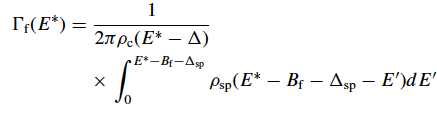 Γf(E*) = 1 / 2πρc(E* − Δ)
× ∫₀^{E*−Bf−Δsp} ρsp(E* − Bf − Δsp − E′)dE′